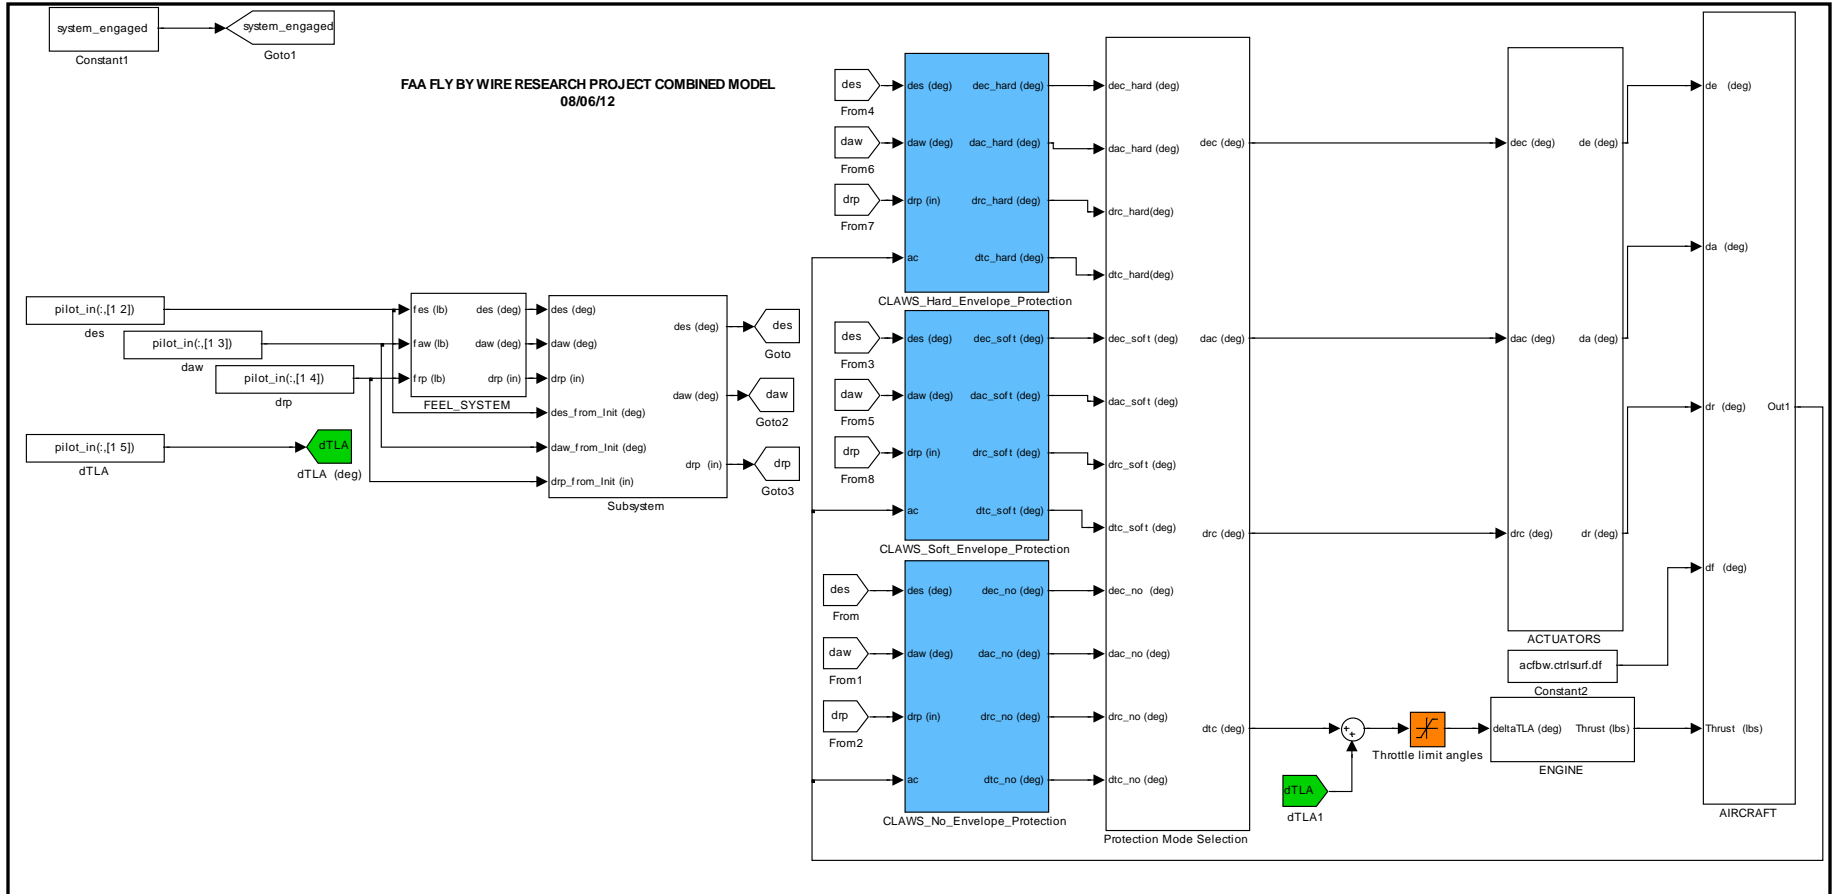 system_engaged
Constant1
system_engaged
Goto1
FAA FLY BY WIRE RESEARCH PROJECT COMBINED MODEL
08/06/12
pilot_in(:,[1 2])
des
pilot_in(:,[1 3])
daw
pilot_in(:,[1 4])
drp
pilot_in(:,[1 5])
dTLA
dTLA
dTLA (deg)
fes (lb)
faw (lb)
frp (lb)
des (deg)
daw (deg)
drp (in)
FEEL_SYSTEM
des (deg)
daw (deg)
drp (in)
des_from_Init (deg)
daw_from_Init (deg)
drp_from_Init (in)
des (deg)
daw (deg)
drp (in)
Subsystem
des
Goto
daw
Goto2
drp
Goto3
des
From4
daw
From6
drp
From7
des (deg)
daw (deg)
drp (in)
ac
dec_hard (deg)
dac_hard (deg)
drc_hard (deg)
dtc_hard (deg)
CLAWS_Hard_Envelope_Protection
des
From3
daw
From5
drp
From8
des (deg)
daw (deg)
drp (in)
ac
dec_soft (deg)
dac_soft (deg)
drc_soft (deg)
dtc_soft (deg)
CLAWS_Soft_Envelope_Protection
des
From
daw
From1
drp
From2
des (deg)
daw (deg)
drp (in)
ac
dec_no (deg)
dac_no (deg)
drc_no (deg)
dtc_no (deg)
CLAWS_No_Envelope_Protection
dec_hard (deg)
dac_hard (deg)
drc_hard(deg)
dtc_hard(deg)
dec_soft (deg)
dac_soft (deg)
drc_soft (deg)
dtc_soft (deg)
dec_no (deg)
dac_no (deg)
drc_no (deg)
dtc_no (deg)
dec (deg)
dac (deg)
drc (deg)
dtc (deg)
Protection Mode Selection
dTLA
dTLA1
+
+
Throttle limit angles
dec (deg)
dac (deg)
drc (deg)
de (deg)
da (deg)
dr (deg)
ACTUATORS
acfbw.ctrlsurf.df
Constant2
deltaTLA (deg)
Thrust (lbs)
ENGINE
de (deg)
da (deg)
dr (deg)
df (deg)
Thrust (lbs)
Out1
AIRCRAFT